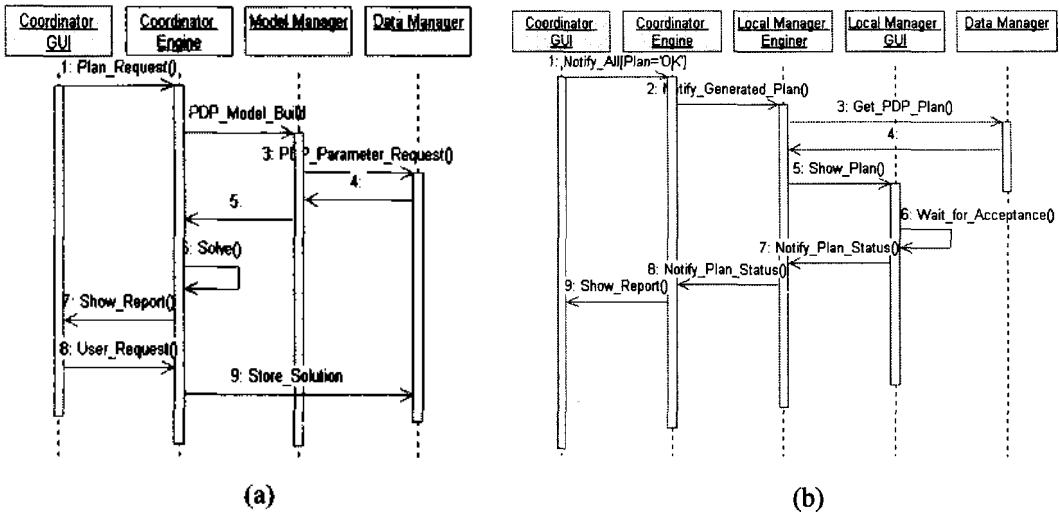 Coordinator
GUI
Coordinator
Engine
Model Manager
Data Manager
1: Plan_Request()
PDP_Model_Build
3: PDP_Parameter_Request()
4:
5:
6: Solve()
7: Show_Report()
8: User_Request()
9: Store_Solution
(a)
Coordinator
GUI
Coordinator
Engine
Local Manager
Enginer
Local Manager
GUI
Data Manager
1: Notify_All[Plan='OK']
2: Notify_Generated_Plan()
3: Get_PDP_Plan()
4:
5: Show_Plan()
6: Wait_for_Acceptance()
7: Notify_Plan_Status()
8: Notify_Plan_Status()
9: Show_Report()
(b)